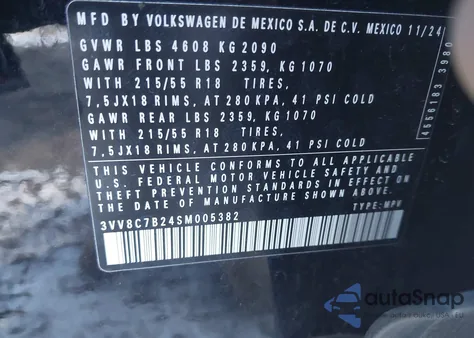 MFD BY VOLKSWAGEN DE MEXICO S.A. DE C.V. MEXICO 11/24
GVWR LBS 4608 KG 2090
GAWR FRONT LBS 2359, KG1070
WITH 215/55 R18 TIRES,
7,5JX18 RIMS, AT 280 KPA, 41 PSI COLD
GAWR REAR LBS 2359, KG1070
WITH 215/55 R18 TIRES,
7,5JX18 RIMS, AT 280 KPA, 41 PSI COLD
THIS VEHICLE CONFORMS TO ALL APPLICABLE
U.S. FEDERAL MOTOR VEHICLE SAFETY AND
THEFT PREVENTION STANDARDS IN EFFECT ON
THE DATE OF MANUFACTURE SHOWN ABOVE.
3VV8C7B24SM005382 TYPE: MPV
4556183 3980
autoSnap